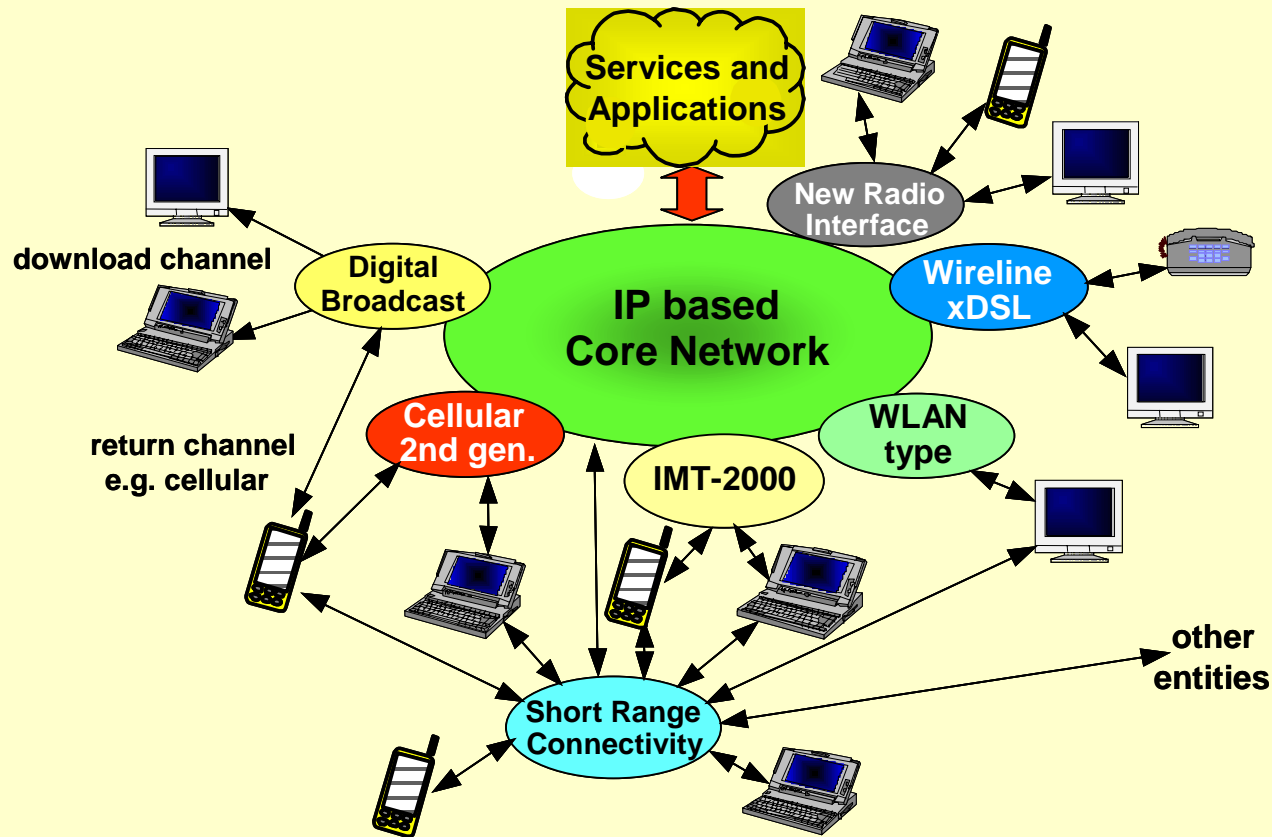 Services and
Applications
New Radio
Interface
download channel
Digital
Broadcast
IP based
Core Network
Wireline
xDSL
Cellular
2nd gen.
WLAN
type
return channel
e.g. cellular
IMT-2000
other
entities
Short Range
Connectivity